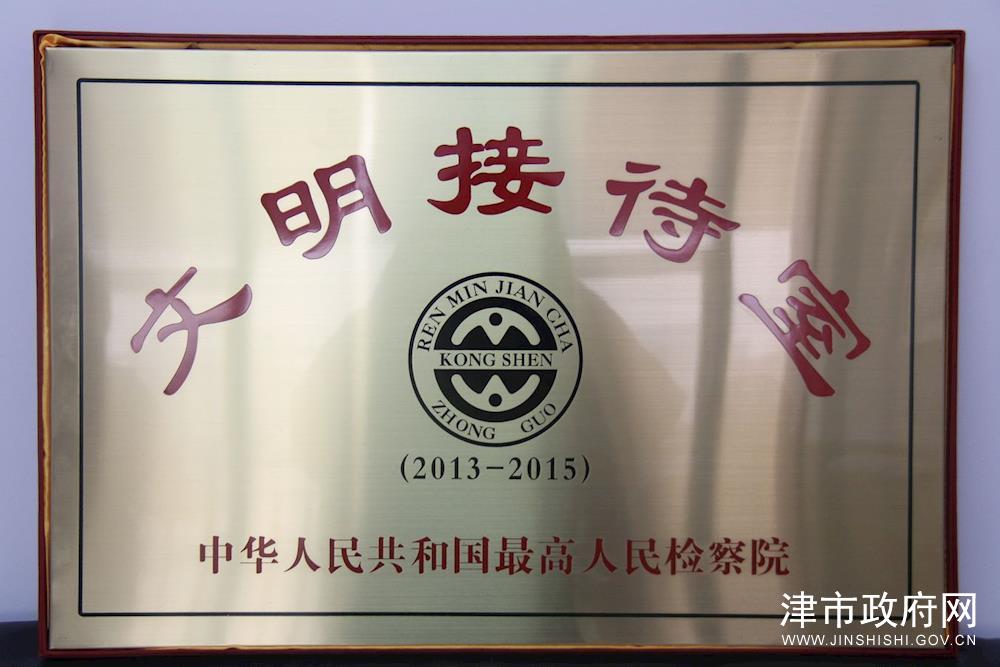 文明接待室
REN MIN JIAN CHA
KONG SHEN
ZHONG GUO
(2013-2015)
中华人民共和国最高人民检察院
津市政府网
WWW.JINSHISHI.GOV.CN